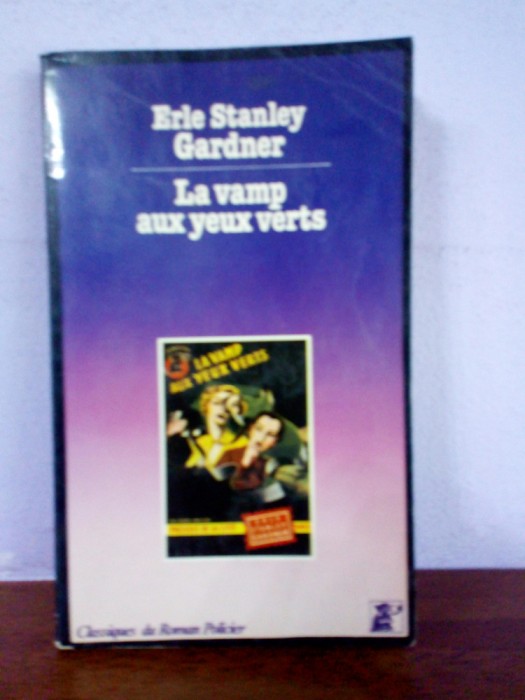 Erle Stanley
Gardner
La vamp
aux yeux verts
LA VAMP
AUX YEUX VERTS
Classiques du Roman Policier